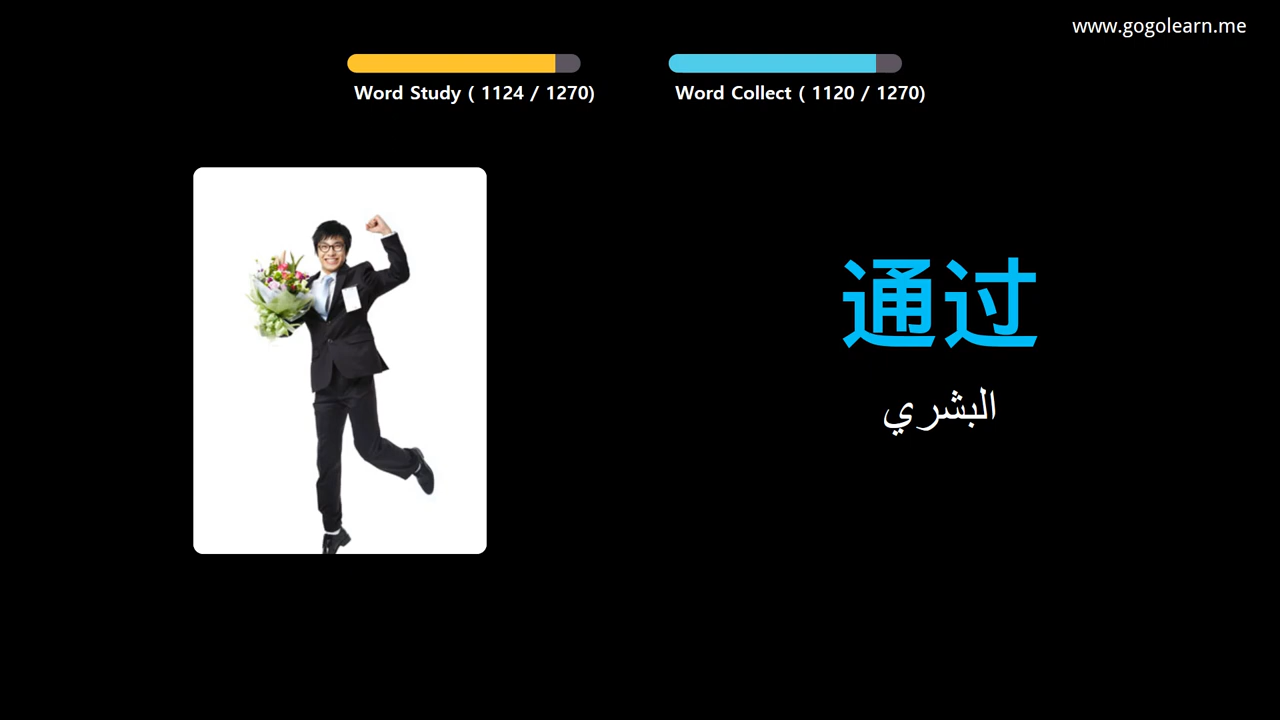 www.gogolearn.me
Word Study ( 1124 / 1270)
Word Collect ( 1120 / 1270)
通过
البشري